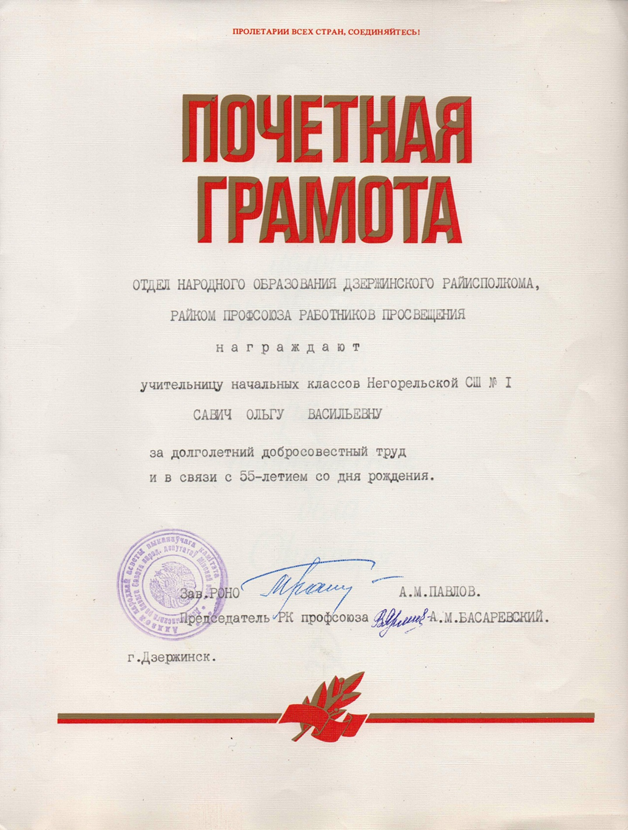 ПРОЛЕТАРИИ ВСЕХ СТРАН, СОЕДИНЯЙТЕСЬ!
ПОЧЕТНАЯ
ГРАМОТА
ОТДЕЛ НАРОДНОГО ОБРАЗОВАНИЯ ДЗЕРЖИНСКОГО РАЙИСПОЛКОМА,
РАЙКОМ ПРОФСОЮЗА РАБОТНИКОВ ПРОСВЕЩЕНИЯ
награждают
учительницу начальных классов Негорельской СШ № I
САВИЧ ОЛЬГУ ВАСИЛЬЕВНУ
за долголетний добросовестный труд
и в связи с 55-летием со дня рождения.
Зав.РОНО А.М.ПАВЛОВ.
Председатель РК профсоюза А.М.БАСАРЕВСКИЙ.
г.Дзержинск.